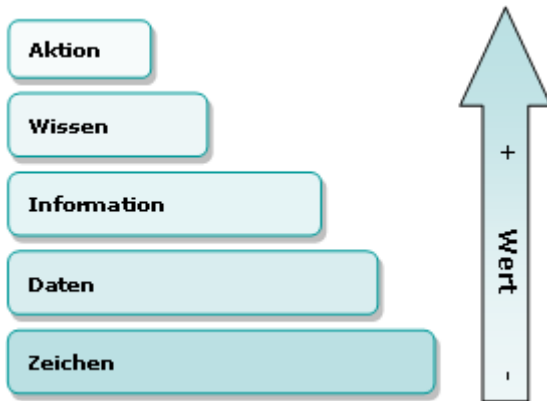 Aktion
Wissen
Information
Daten
Zeichen
+
Wert
-